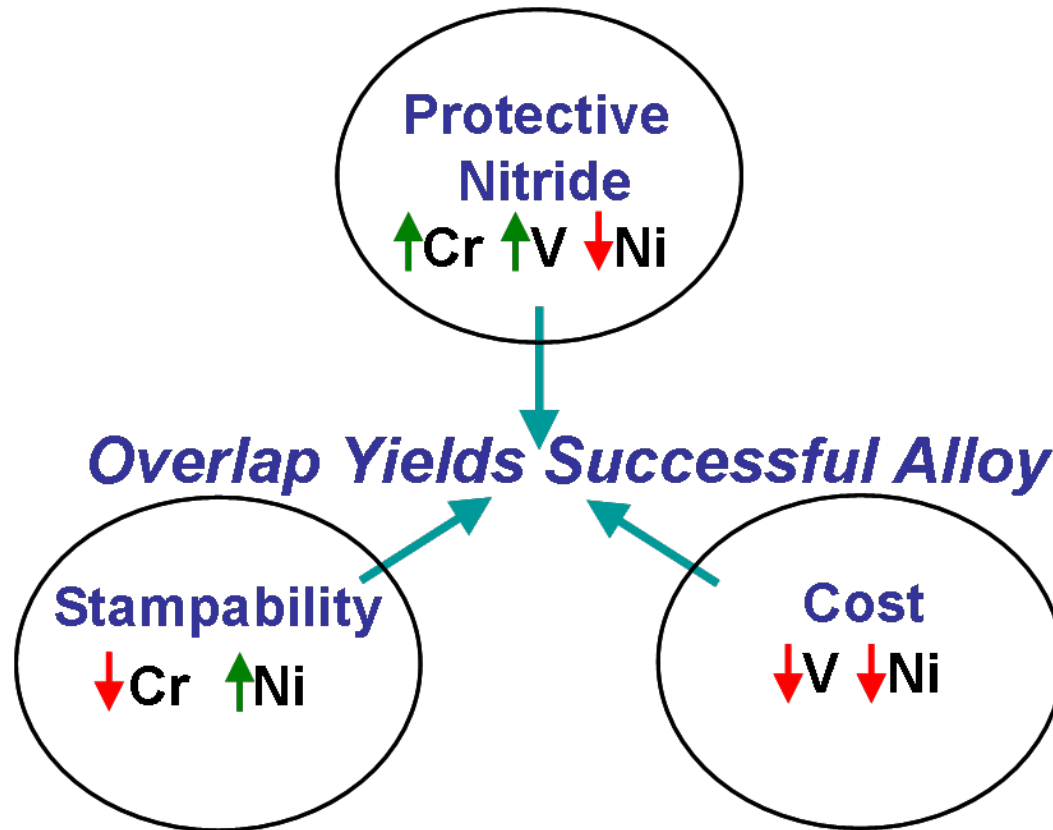 Protective
Nitride
↑Cr ↑V ↓Ni
Overlap Yields Successful Alloy
Stampability
↓Cr ↑Ni
Cost
↓V ↓Ni